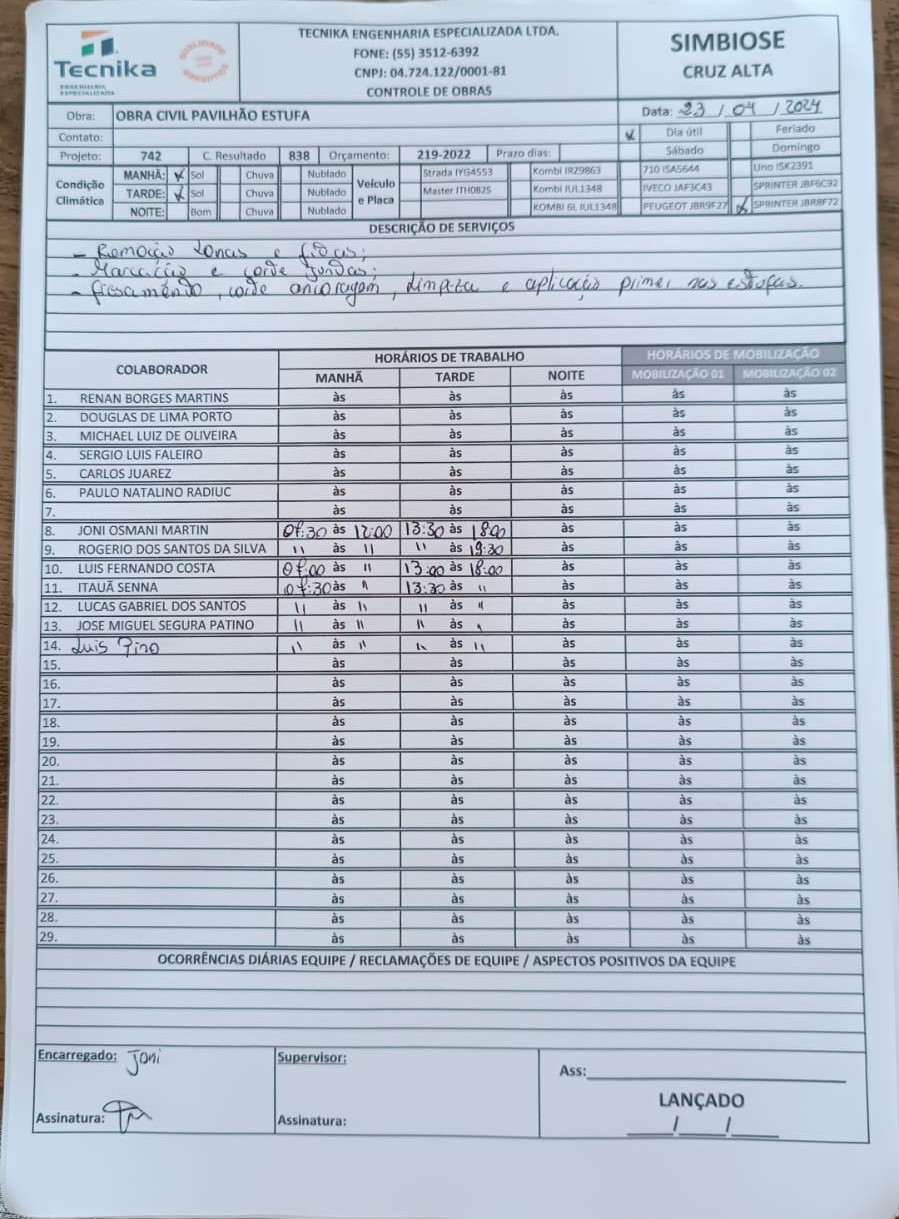 Tecnika
ENGENHARIA
ESPECIALIZADA
TECNIKA ENGENHARIA ESPECIALIZADA LTDA.
FONE: (55) 3512-6392
CNPJ: 04.724.122/0001-81
CONTROLE DE OBRAS
SIMBIOSE
CRUZ ALTA
Obra: OBRA CIVIL PAVILHÃO ESTUFA Data: 23 / 04 / 2024
Contato: Dia útil Feriado
Projeto: 742 C. Resultado 838 Orçamento: 219-2022 Prazo dias: Sábado Domingo
Condição Climática MANHÃ: Sol Chuva Nublado Veículo e Placa Strada IYG4553 Kombi IRZ9863 710 ISA5644 Uno ISK2391
TARDE: Sol Chuva Nublado Master ITH0825 Kombi IUL1348 IVECO JAF3C43 SPRINTER JBF6C92
NOITE: Bom Chuva Nublado KOMBI 6L IUL1348 PEUGEOT JBR9F27 SPRINTER JBR8F72
DESCRIÇÃO DE SERVIÇOS
- Remoção lonas e fitas;
- Marcação e corte juntas;
- fresamento, corte ancoragem, limpeza e aplicação primer nas estufas.
COLABORADOR HORÁRIOS DE TRABALHO HORÁRIOS DE MOBILIZAÇÃO
MANHÃ TARDE NOITE MOBILIZAÇÃO 01 MOBILIZAÇÃO 02
1. RENAN BORGES MARTINS às às às às às
2. DOUGLAS DE LIMA PORTO às às às às às
3. MICHAEL LUIZ DE OLIVEIRA às às às às às
4. SERGIO LUIS FALEIRO às às às às às
5. CARLOS JUAREZ às às às às às
6. PAULO NATALINO RADIUC às às às às às
7. às às às às às
8. JONI OSMANI MARTIN 07:30 às 12:00 13:30 às 18:00 às às às
9. ROGERIO DOS SANTOS DA SILVA " às " " às 19:30 às às às
10. LUIS FERNANDO COSTA 07:00 às " 13:00 às 18:00 às às às
11. ITAUÃ SENNA 07:30 às " 13:30 às " às às às
12. LUCAS GABRIEL DOS SANTOS " às " " às " às às às
13. JOSE MIGUEL SEGURA PATINO " às " " às " às às às
14. Luis Pino " às " " às " às às às
15. às às às às às
16. às às às às às
17. às às às às às
18. às às às às às
19. às às às às às
20. às às às às às
21. às às às às às
22. às às às às às
23. às às às às às
24. às às às às às
25. às às às às às
26. às às às às às
27. às às às às às
28. às às às às às
29. às às às às às
OCORRÊNCIAS DIÁRIAS EQUIPE / RECLAMAÇÕES DE EQUIPE / ASPECTOS POSITIVOS DA EQUIPE
Encarregado: Joni
Supervisor:
Ass:
LANÇADO
/ /
Assinatura:
Assinatura: